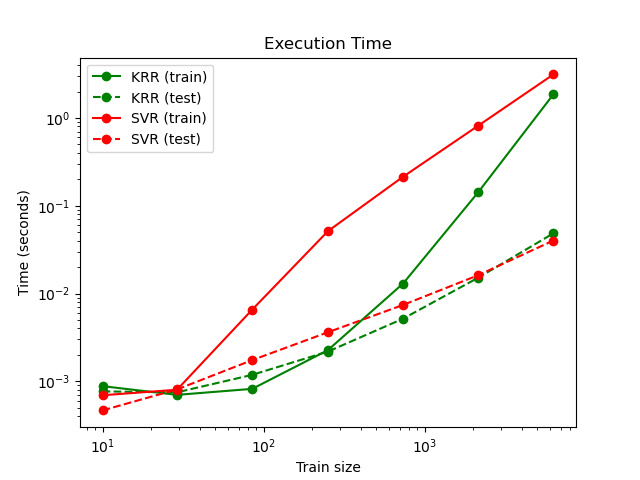 Execution Time
KRR (train)
KRR (test)
SVR (train)
SVR (test)
Time (seconds)
10⁰
10⁻¹
10⁻²
10⁻³
10¹
10²
10³
Train size